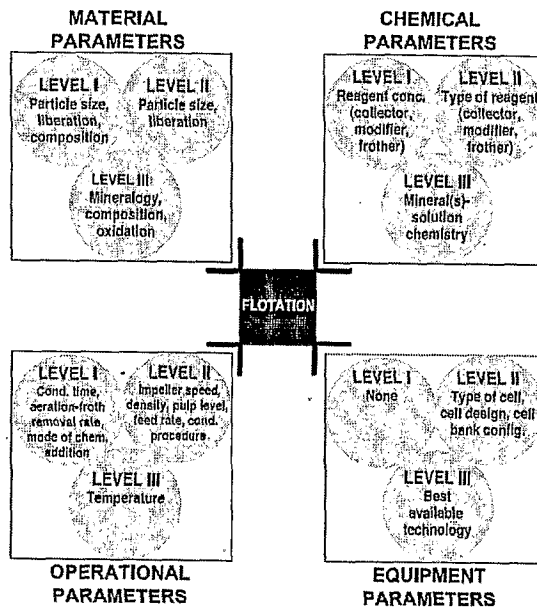 MATERIAL
PARAMETERS
LEVEL I
Particle size,
liberation,
composition
LEVEL II
Particle size,
liberation
LEVEL III
Mineralogy,
composition,
oxidation
CHEMICAL
PARAMETERS
LEVEL I
Reagent conc.
(collector,
modifier,
frother)
LEVEL II
Type of reagent
(collector,
modifier,
frother)
LEVEL III
Mineral(s)-
solution
chemistry
FLOTATION
LEVEL I
Cond. time,
aeration-froth
removal rate,
mode of chem.
addition
LEVEL II
Impeller speed,
density, pulp level,
feed rate, cond.
procedure
LEVEL III
Temperature
OPERATIONAL
PARAMETERS
LEVEL I
None
LEVEL II
Type of cell,
cell design, cell
bank config.
LEVEL III
Best
available
technology
EQUIPMENT
PARAMETERS